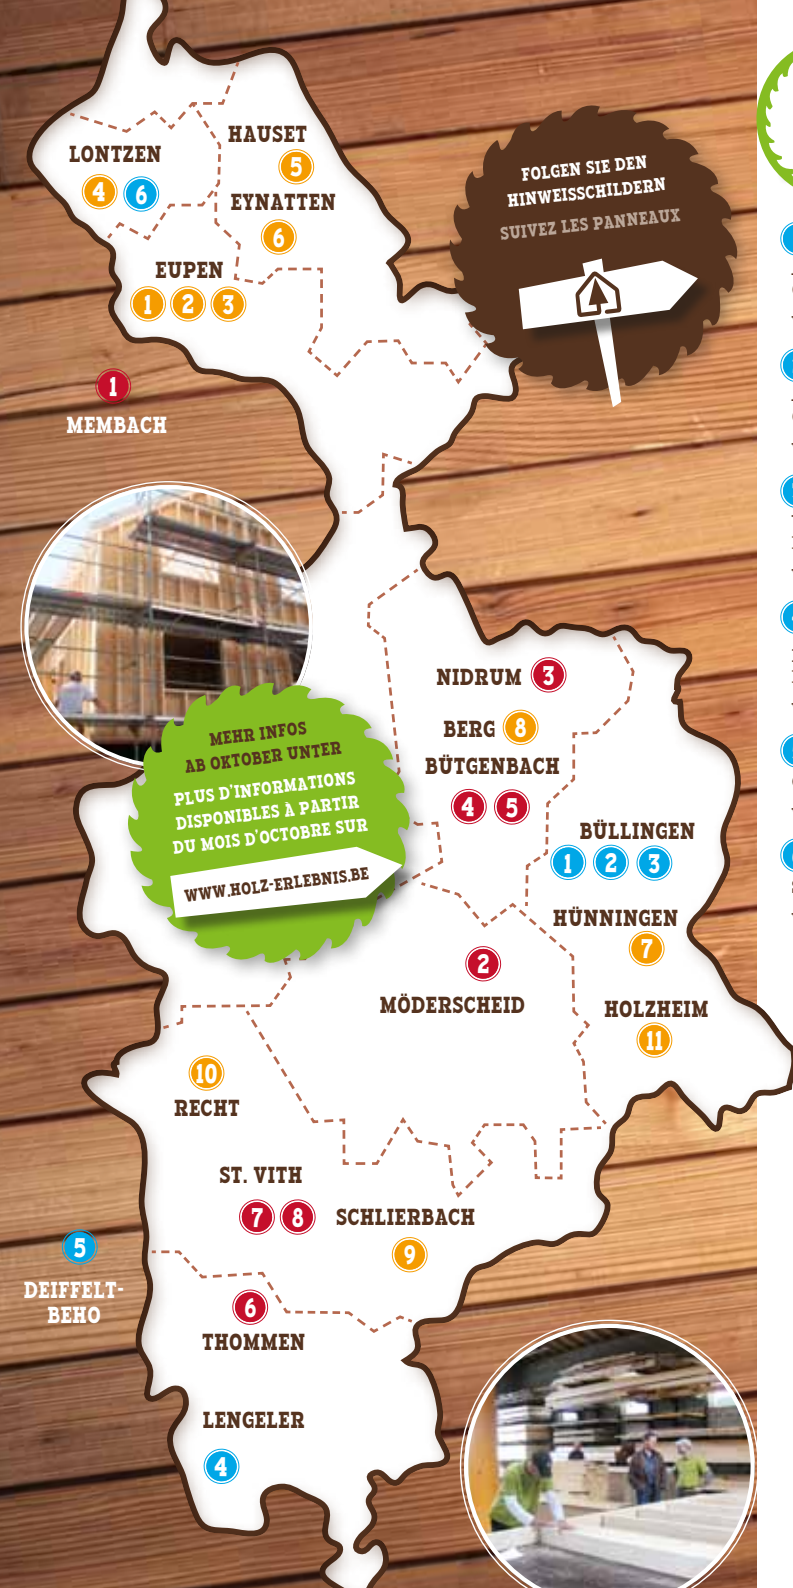 HAUSET
LONTZEN
5
4 6
EYNATTEN
6
EUPEN
1 2 3
FOLGEN SIE DEN
HINWEISSCHILDERN
SUIVEZ LES PANNEAUX
1
MEMBACH
NIDRUM 3
BERG 8
BÜTGENBACH
4 5
MEHR INFOS
AB OKTOBER UNTER
PLUS D'INFORMATIONS
DISPONIBLES À PARTIR
DU MOIS D'OCTOBRE SUR
WWW.HOLZ-ERLEBNIS.BE
BÜLLINGEN
1 2 3
HÜNNINGEN
7
2
MÖDERSCHEID
HOLZHEIM
11
10
RECHT
ST. VITH
7 8
SCHLIERBACH
9
5
DEIFFELT-
BEHO
6
THOMMEN
LENGELER
4